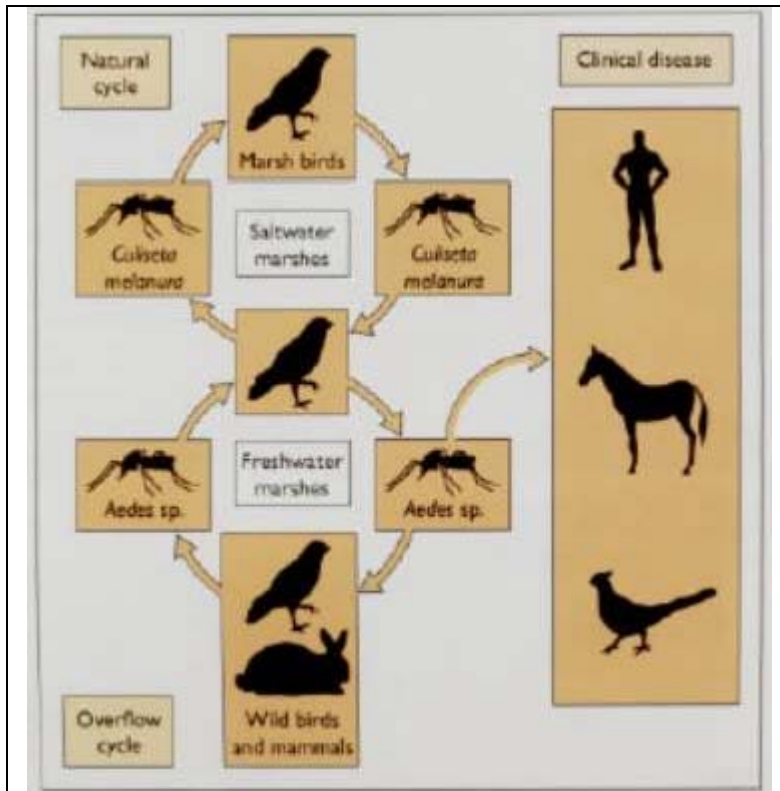 Natural
cycle
Clinical disease
Marsh birds
Culiseta
melanura
Saltwater
marshes
Culiseta
melanura
Aedes sp.
Freshwater
marshes
Aedes sp.
Overflow
cycle
Wild birds
and mammals